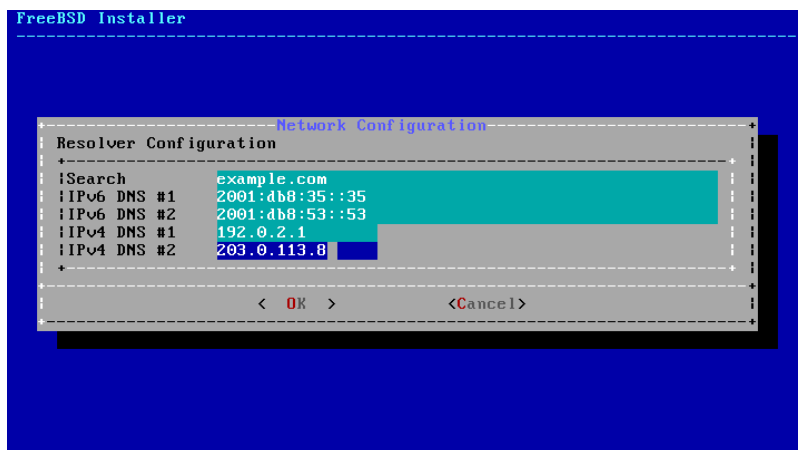 FreeBSD Installer
Network Configuration
Resolver Configuration
Search example.com
IPv6 DNS #1 2001:db8:35::35
IPv6 DNS #2 2001:db8:53::53
IPv4 DNS #1 192.0.2.1
IPv4 DNS #2 203.0.113.8
< OK > <Cancel>